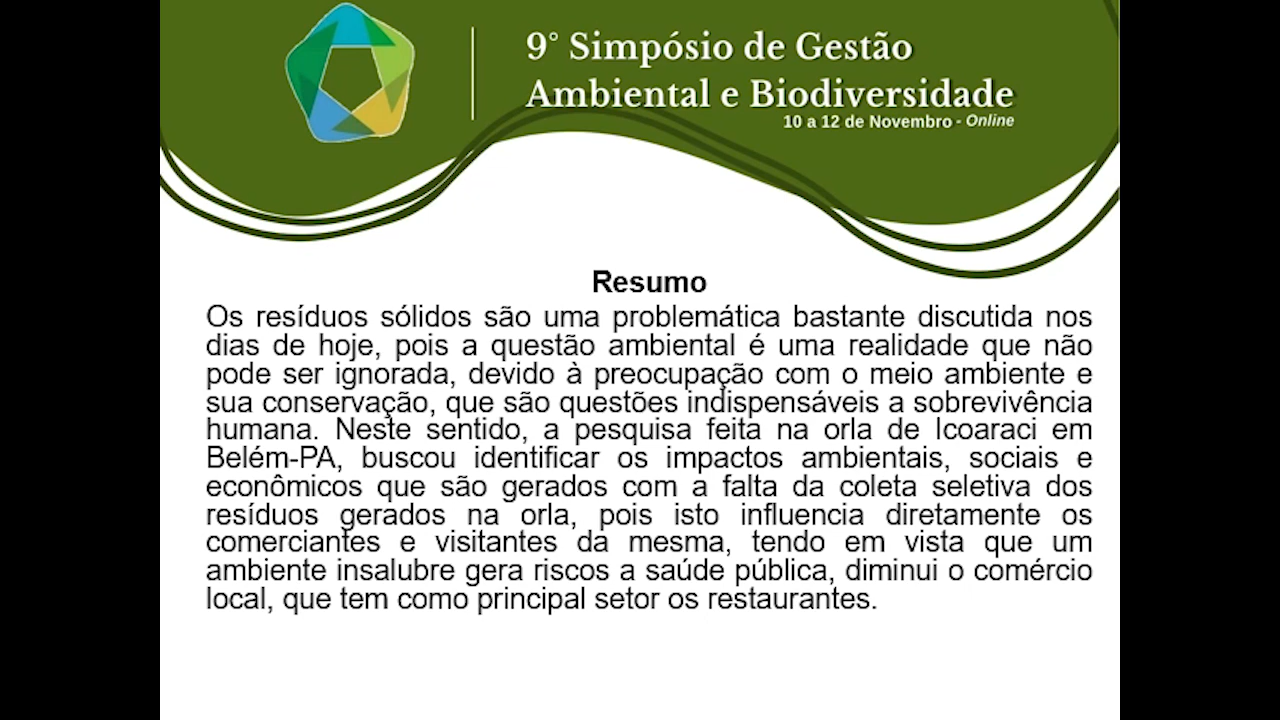 9° Simpósio de Gestão
Ambiental e Biodiversidade
10 a 12 de Novembro - Online
Resumo
Os resíduos sólidos são uma problemática bastante discutida nos
dias de hoje, pois a questão ambiental é uma realidade que não
pode ser ignorada, devido à preocupação com o meio ambiente e
sua conservação, que são questões indispensáveis a sobrevivência
humana. Neste sentido, a pesquisa feita na orla de Icoaraci em
Belém-PA, buscou identificar os impactos ambientais, sociais e
econômicos que são gerados com a falta da coleta seletiva dos
resíduos gerados na orla, pois isto influencia diretamente os
comerciantes e visitantes da mesma, tendo em vista que um
ambiente insalubre gera riscos a saúde pública, diminui o comércio
local, que tem como principal setor os restaurantes.